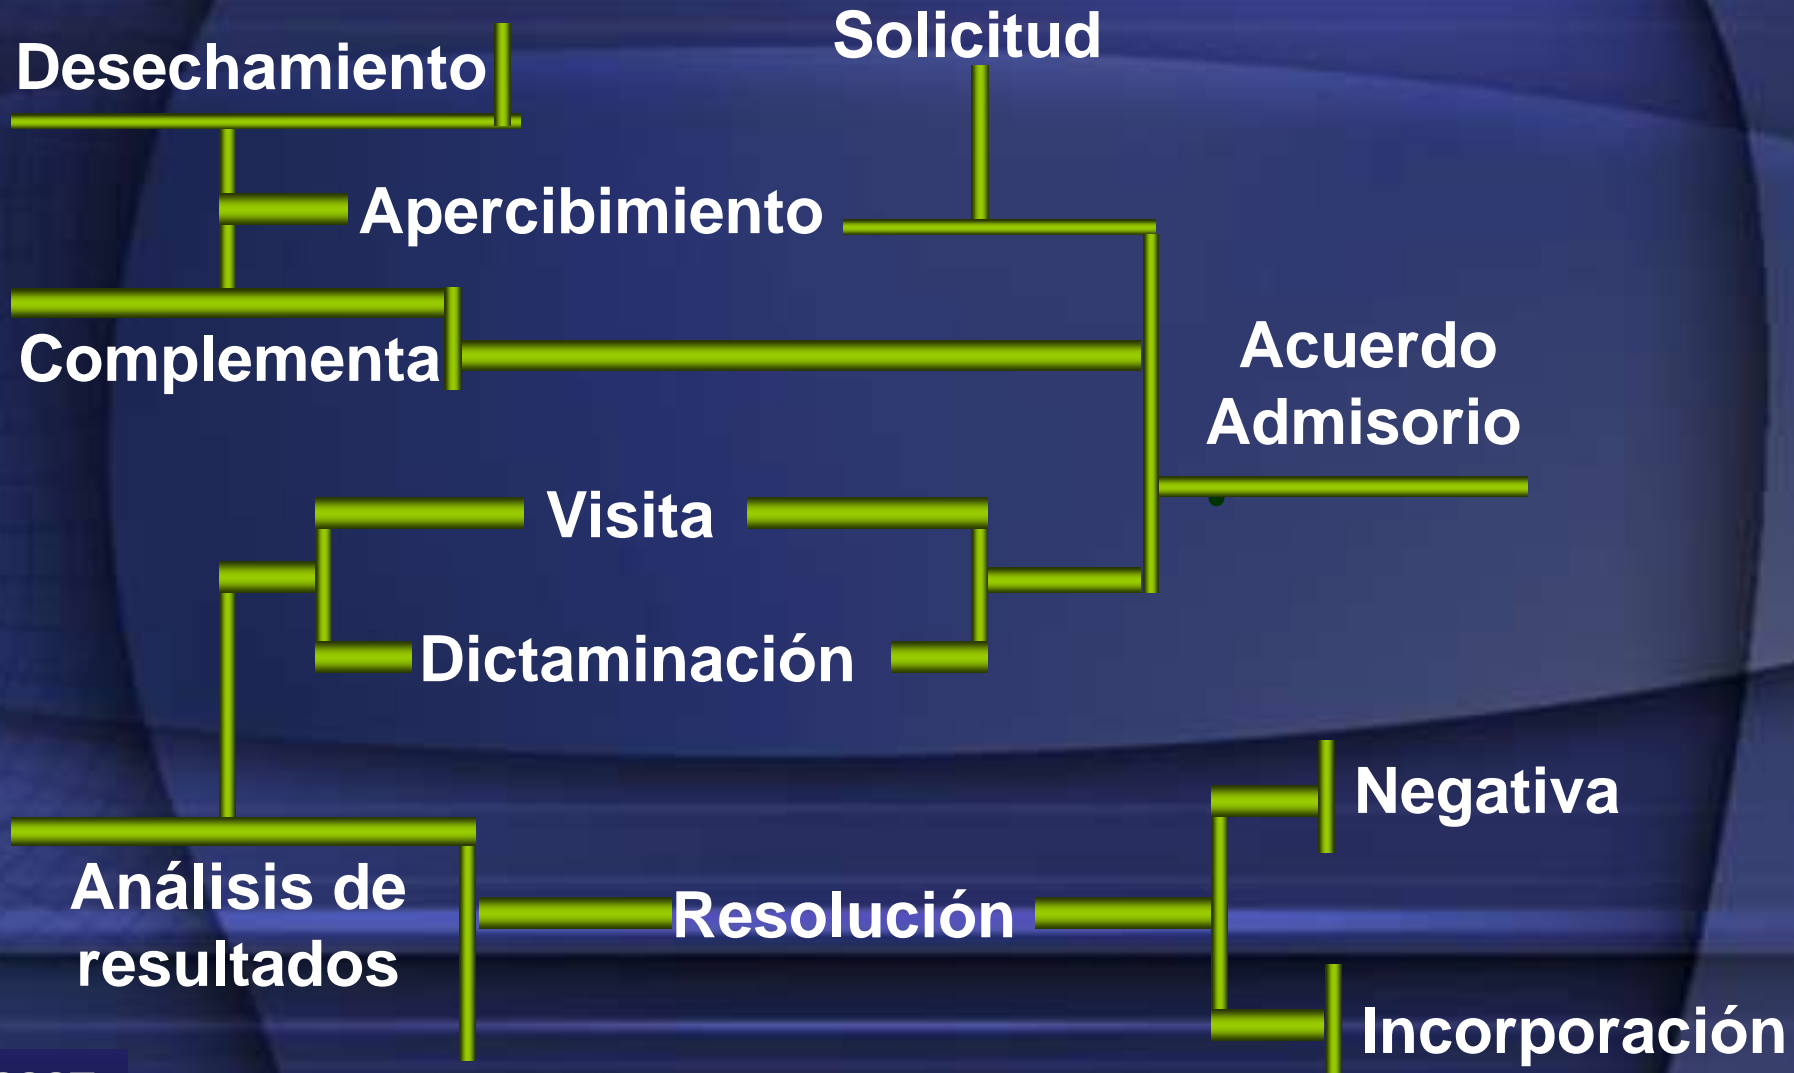 Solicitud
Desechamiento
Apercibimiento
Complementa
Acuerdo
Admisorio
Visita
Dictaminación
Negativa
Análisis de
resultados
Resolución
Incorporación